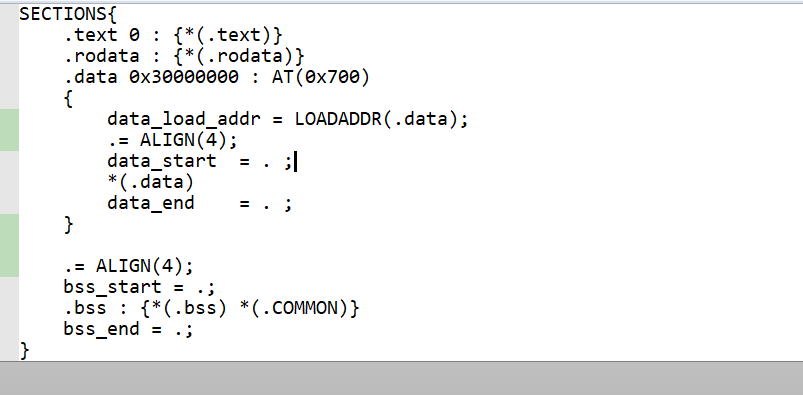 SECTIONS{
    .text 0 : {*(.text)}
    .rodata : {*(.rodata)}
    .data 0x30000000 : AT(0x700)
    {
        data_load_addr = LOADADDR(.data);
        .= ALIGN(4);
        data_start  = . ;
        *(.data)
        data_end    = . ;
    }
    .= ALIGN(4);
    bss_start = .;
    .bss : {*(.bss) *(.COMMON)}
    bss_end = .;
}